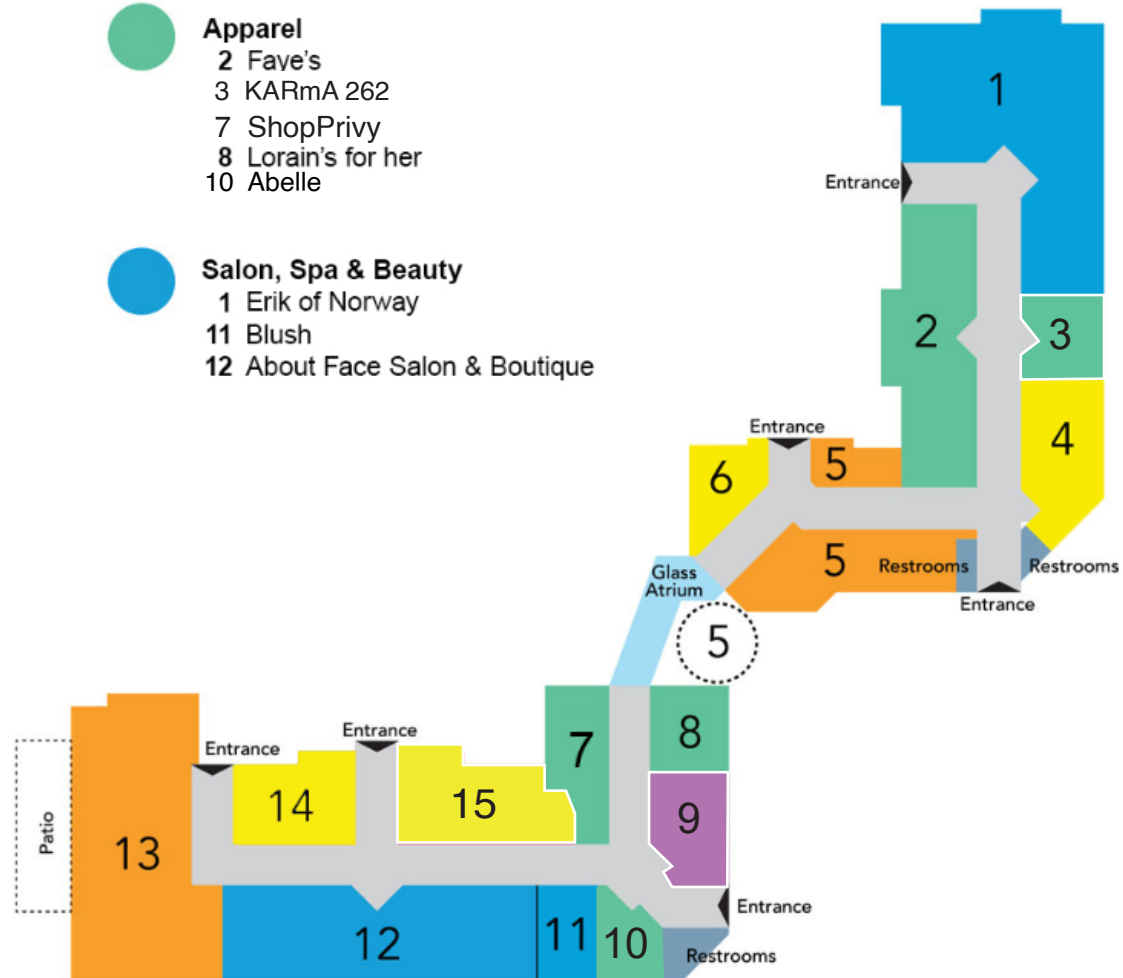 Apparel
2 Faye's
3 KARmA 262
7 ShopPrivy
8 Lorain's for her
10 Abelle
Salon, Spa & Beauty
1 Erik of Norway
11 Blush
12 About Face Salon & Boutique
1
Entrance
2
3
4
Entrance
5
6
5
Restrooms
Restrooms
Entrance
Glass
Atrium
5
7
8
Entrance
Entrance
14
15
9
Patio
13
Entrance
12
11
10
Restrooms